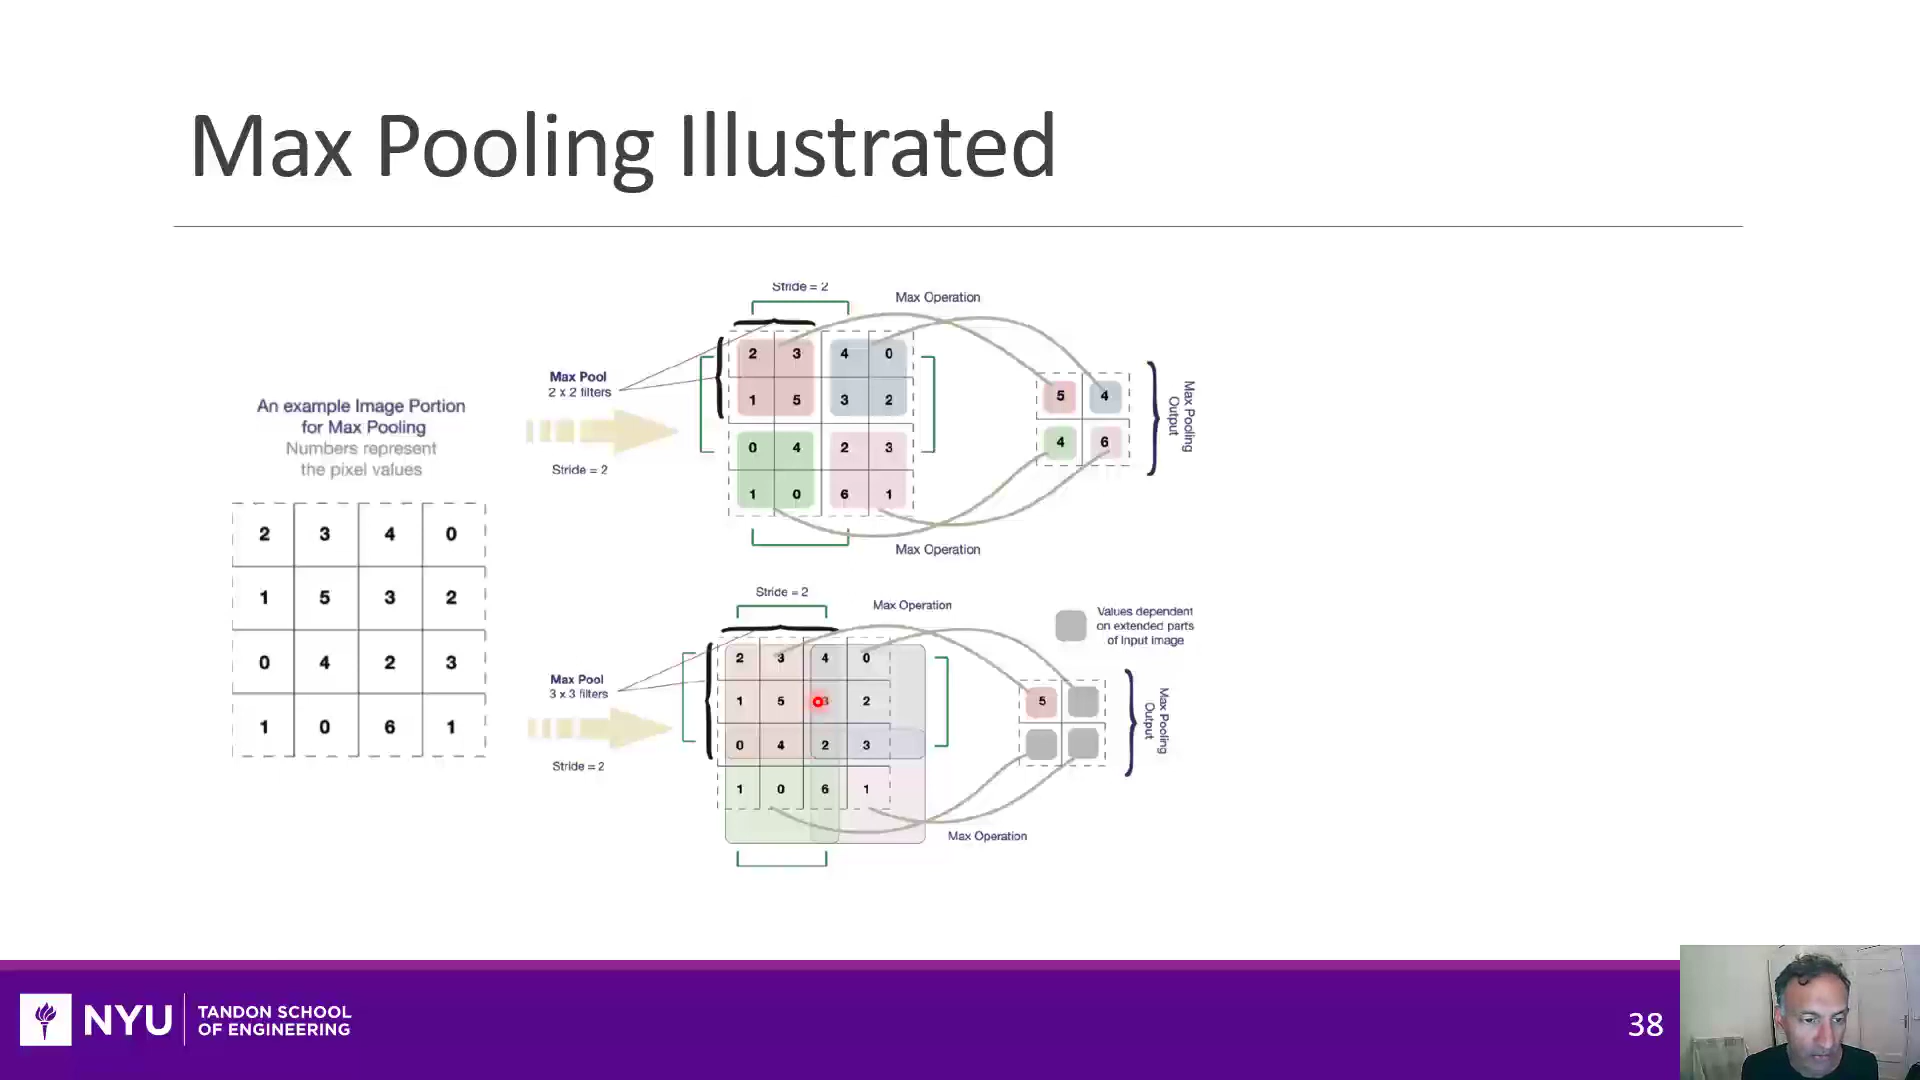 Max Pooling Illustrated
An example Image Portion
for Max Pooling
Numbers represent
the pixel values
2 3 4 0
1 5 3 2
0 4 2 3
1 0 6 1
Max Pool
2 x 2 filters
Stride = 2
Stride = 2
Max Operation
2 3 4 0
1 5 3 2
0 4 2 3
1 0 6 1
Max Operation
5 4
4 6
Max Pooling
Output
Max Pool
3 x 3 filters
Stride = 2
Stride = 2
Max Operation
2 3 4 0
1 5 3 2
0 4 2 3
1 0 6 1
Max Operation
Values dependent
on extended parts
of Input image
5
Max Pooling
Output
NYU
TANDON SCHOOL
OF ENGINEERING
38